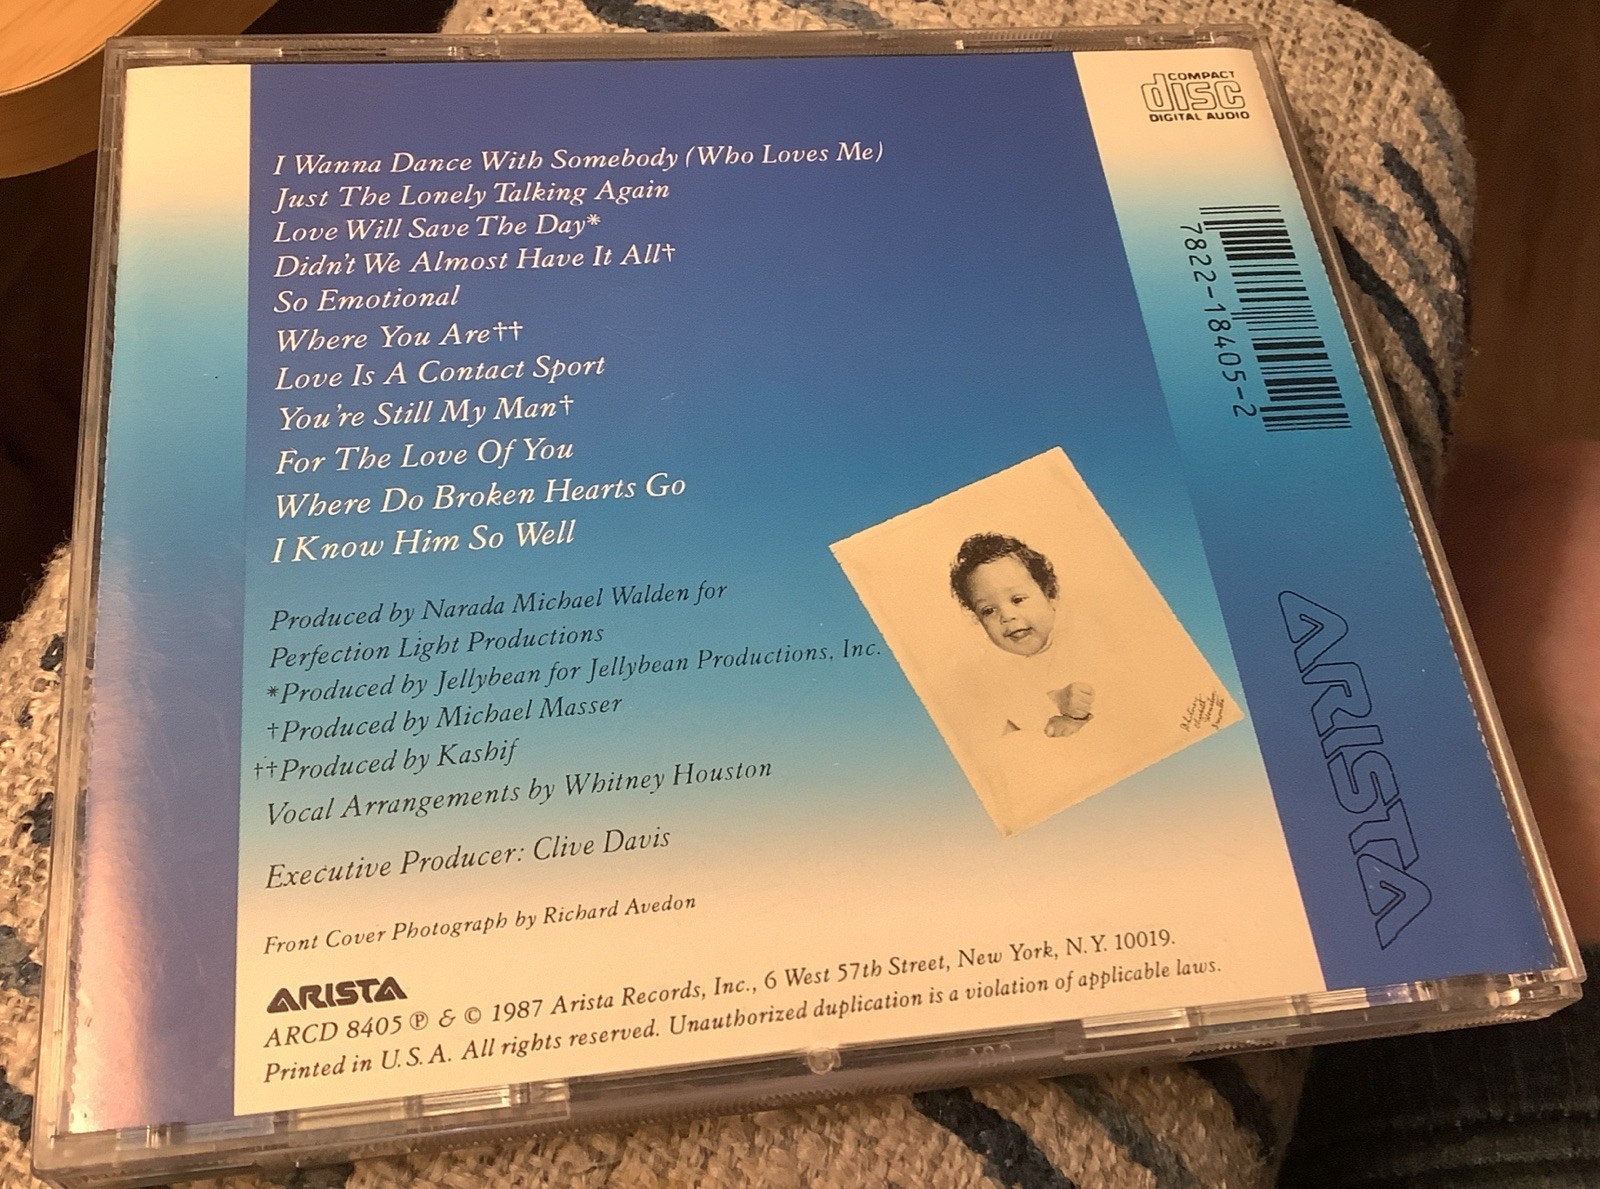 COMPACT
disc
DIGITAL AUDIO
I Wanna Dance With Somebody (Who Loves Me)
Just The Lonely Talking Again
Love Will Save The Day*
Didn't We Almost Have It All†
So Emotional
Where You Are††
Love Is A Contact Sport
You're Still My Man†
For The Love Of You
Where Do Broken Hearts Go
I Know Him So Well
7822-18405-2
Produced by Narada Michael Walden for
Perfection Light Productions
*Produced by Jellybean for Jellybean Productions, Inc.
†Produced by Michael Masser
††Produced by Kashif
Vocal Arrangements by Whitney Houston
Executive Producer: Clive Davis
Front Cover Photograph by Richard Avedon
ARISTA
ARISTA
ARCD 8405 ℗ & © 1987 Arista Records, Inc., 6 West 57th Street, New York, N.Y. 10019.
Printed in U.S.A. All rights reserved. Unauthorized duplication is a violation of applicable laws.